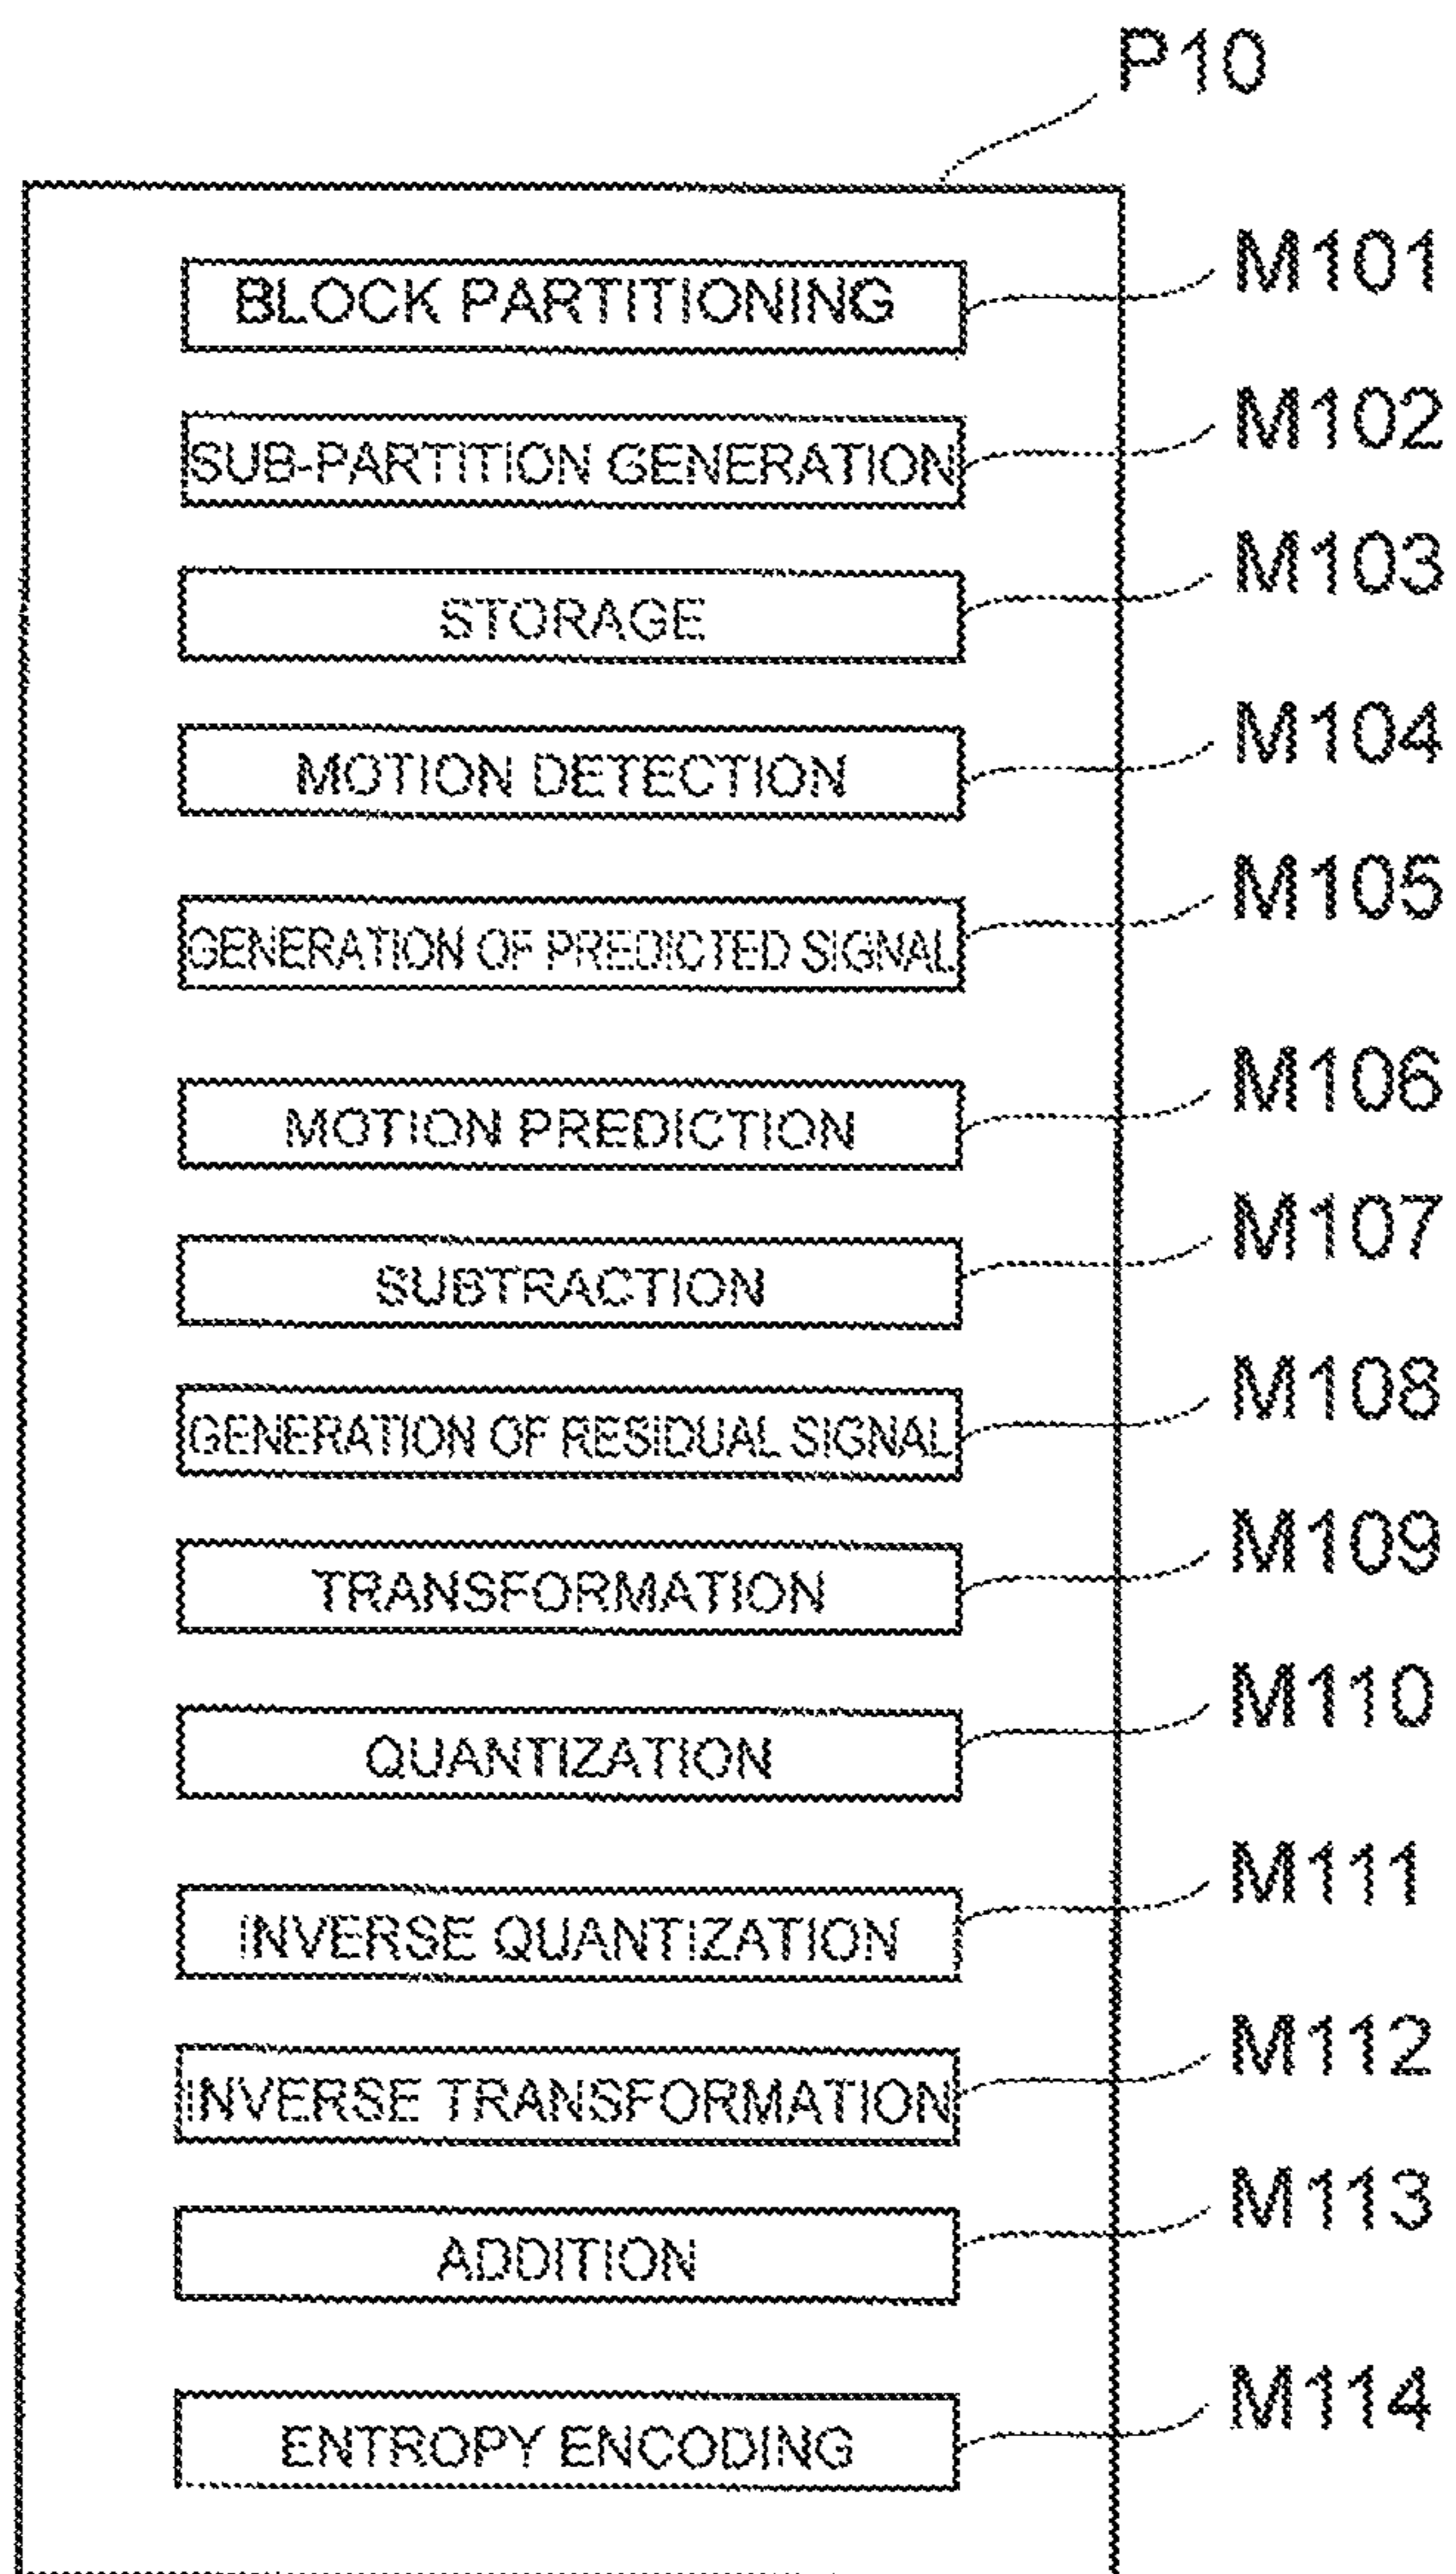 P10
BLOCK PARTITIONING M101
SUB-PARTITION GENERATION M102
STORAGE M103
MOTION DETECTION M104
GENERATION OF PREDICTED SIGNAL M105
MOTION PREDICTION M106
SUBTRACTION M107
GENERATION OF RESIDUAL SIGNAL M108
TRANSFORMATION M109
QUANTIZATION M110
INVERSE QUANTIZATION M111
INVERSE TRANSFORMATION M112
ADDITION M113
ENTROPY ENCODING M114